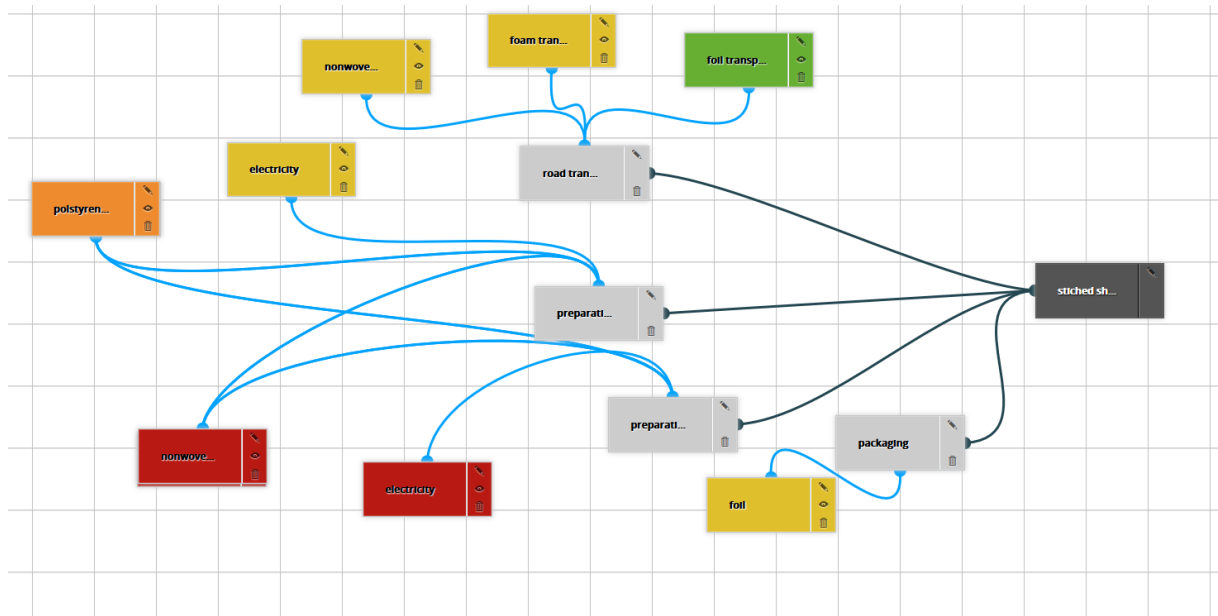 foam tran...
nonwove...
foil transp...
electricity
road tran...
polstyren...
stiched sh...
preparati...
preparati...
packaging
nonwove...
electricity
foil